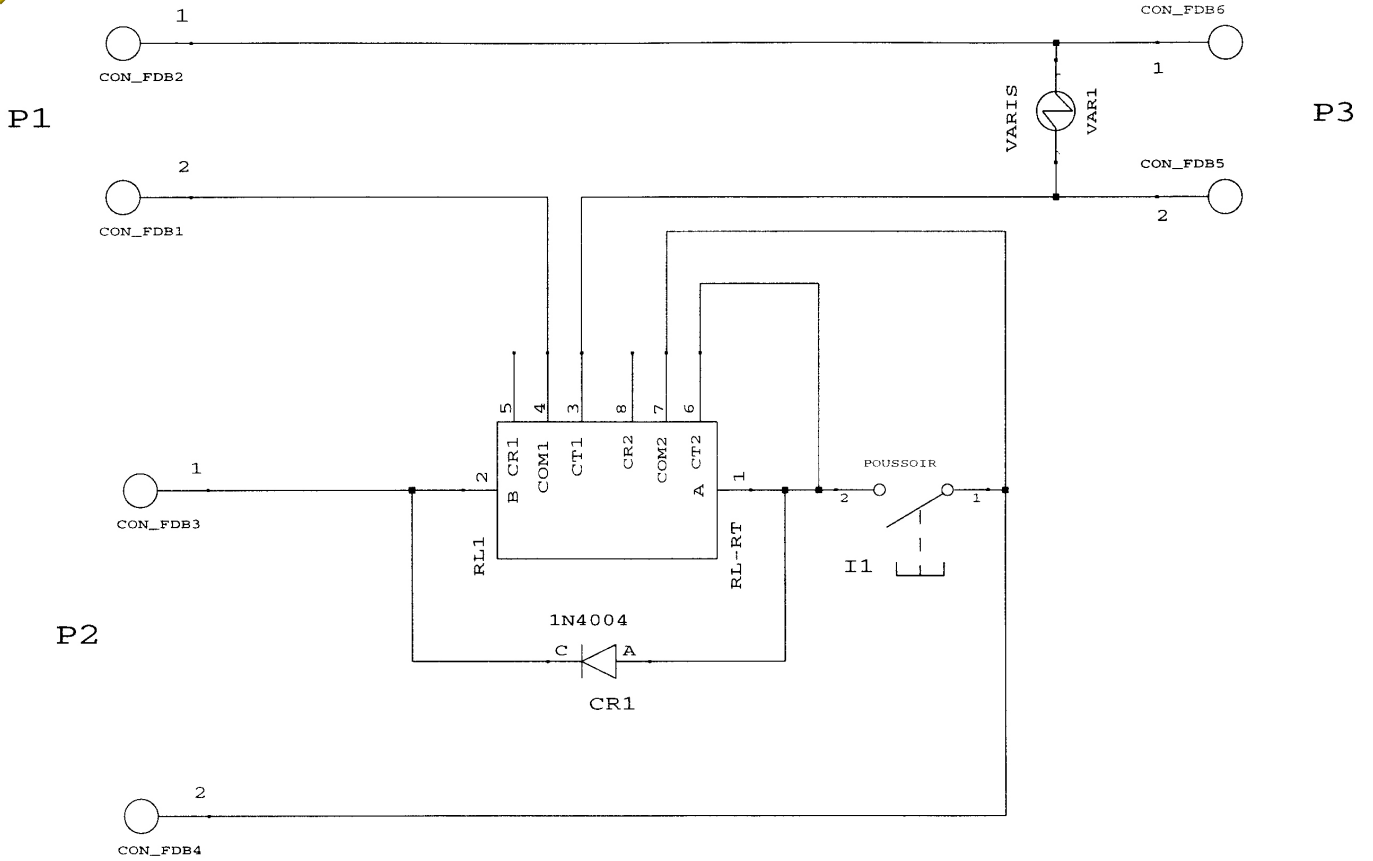 1
CON_FDB6
CON_FDB2
1
P1
VARIS
VAR1
P3
2
CON_FDB5
CON_FDB1
2
5
4
3
8
7
6
CR1
COM1
CT1
CR2
COM2
CT2
POUSSOIR
1
2
B
A
1
2
1
CON_FDB3
RL1
RL-RT
I1
1N4004
P2
C
A
CR1
2
CON_FDB4